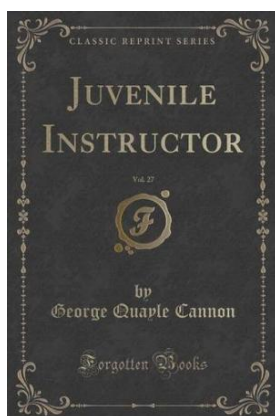 CLASSIC REPRINT SERIES
JUVENILE
INSTRUCTOR
Vol. 27
F
by
George Quayle Cannon
Forgotten Books